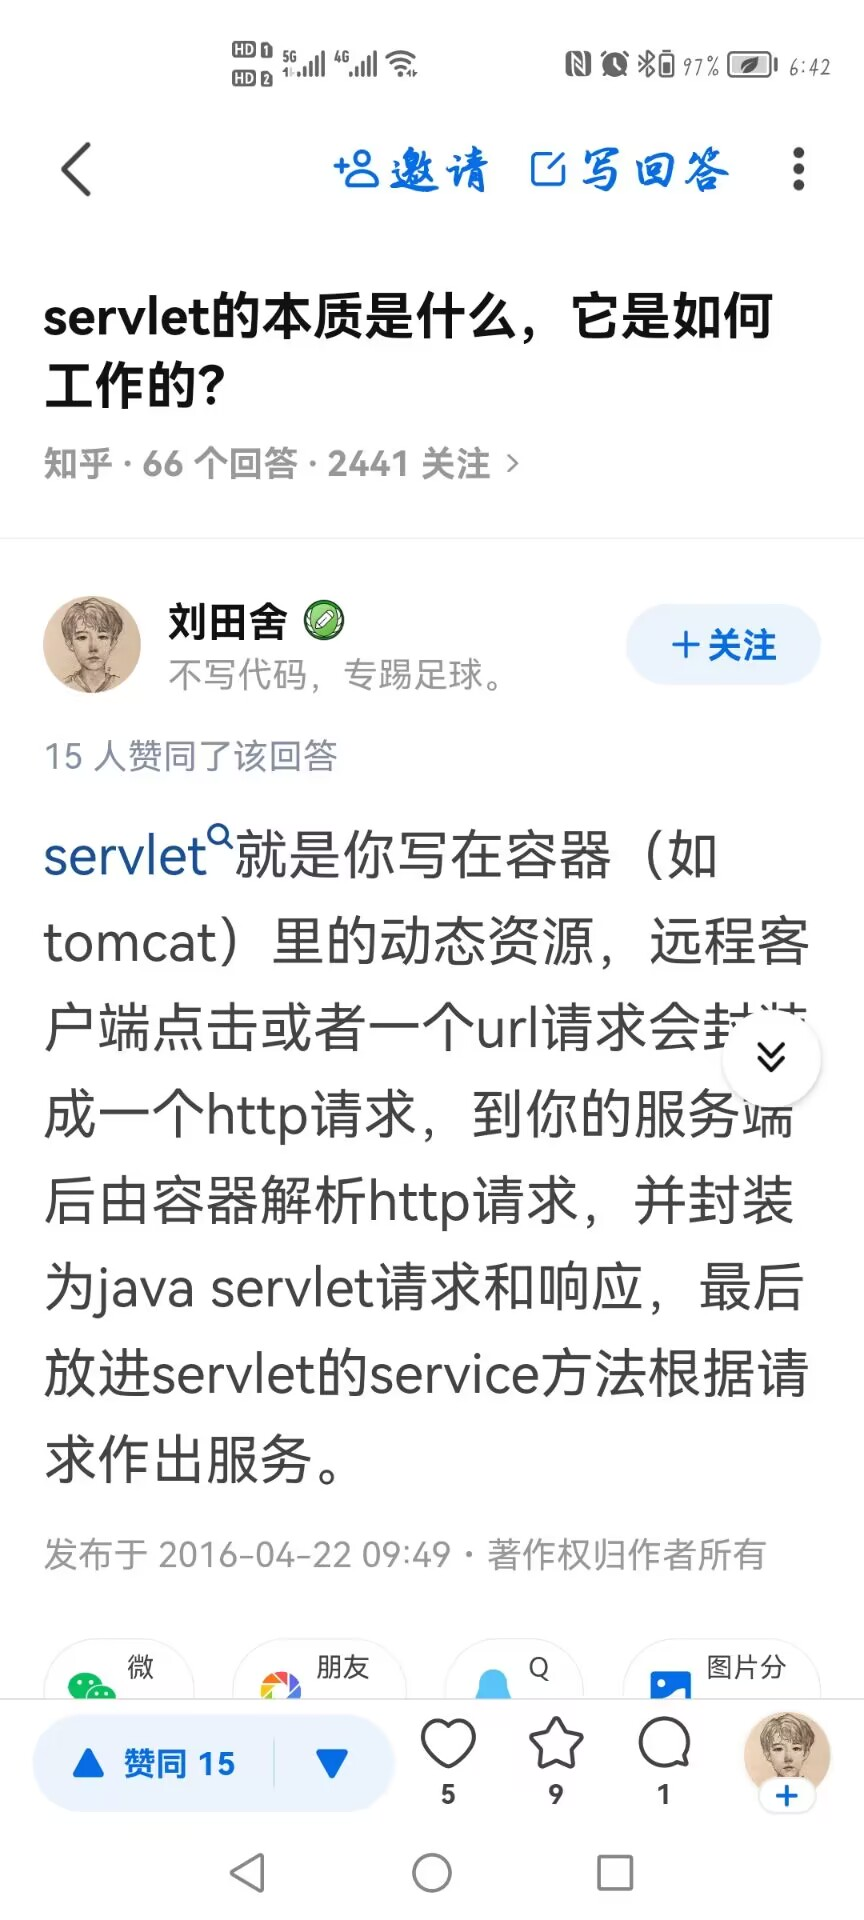 HD 1 5G 4G 97% 6:42
HD 2
邀请 写回答
servlet的本质是什么，它是如何
工作的？
知乎 · 66 个回答 · 2441 关注 >
刘田舍
不写代码，专踢足球。
+ 关注
15 人赞同了该回答
servlet就是你写在容器（如
tomcat）里的动态资源，远程客
户端点击或者一个url请求会封装
成一个http请求，到你的服务端
后由容器解析http请求，并封装
为java servlet请求和响应，最后
放进servlet的service方法根据请
求作出服务。
发布于 2016-04-22 09:49 · 著作权归作者所有
微 朋友 Q 图片分
赞同 15
5 9 1